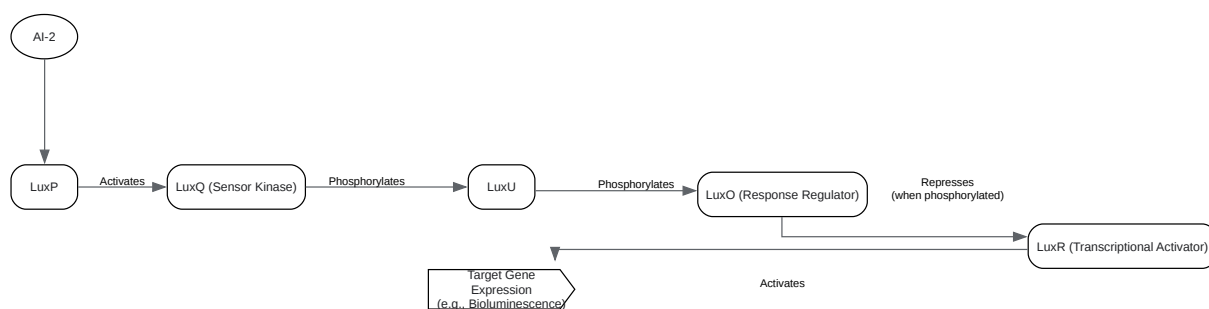 AI-2
LuxP
Activates
LuxQ (Sensor Kinase)
Phosphorylates
LuxU
Phosphorylates
LuxO (Response Regulator)
Represses
(when phosphorylated)
LuxR (Transcriptional Activator)
Target Gene
Expression
(e.g., Bioluminescence)
Activates